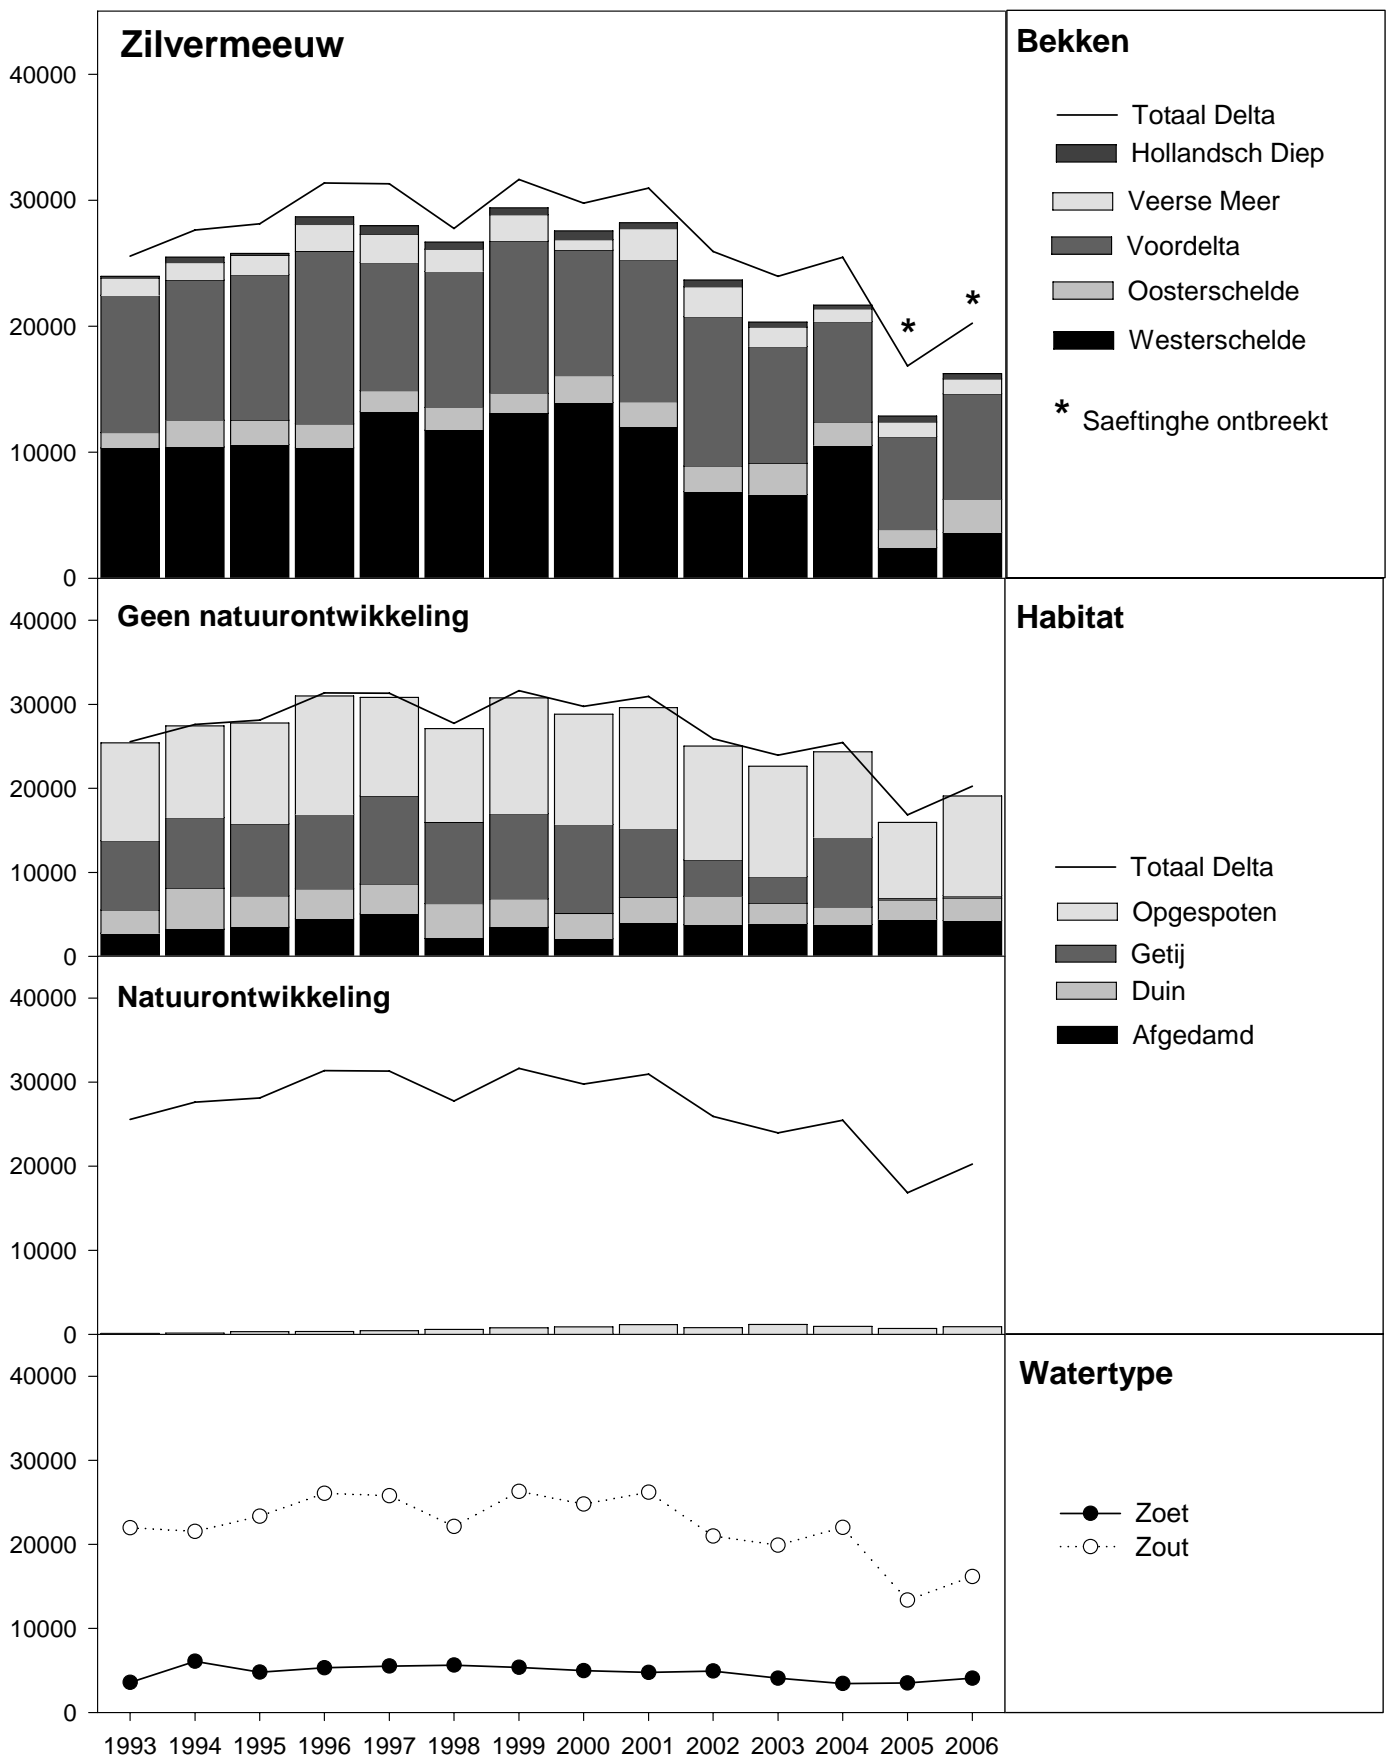 Zilvermeeuw
40000
30000
20000
10000
0
*
*
Bekken
Totaal Delta
Hollandsch Diep
Veerse Meer
Voordelta
Oosterschelde
Westerschelde
* Saeftinghe ontbreekt
Geen natuurontwikkeling
40000
30000
20000
10000
0
Habitat
Totaal Delta
Opgespoten
Getij
Duin
Afgedamd
Natuurontwikkeling
40000
30000
20000
10000
0
Watertype
40000
30000
20000
10000
0
Zoet
Zout
1993 1994 1995 1996 1997 1998 1999 2000 2001 2002 2003 2004 2005 2006